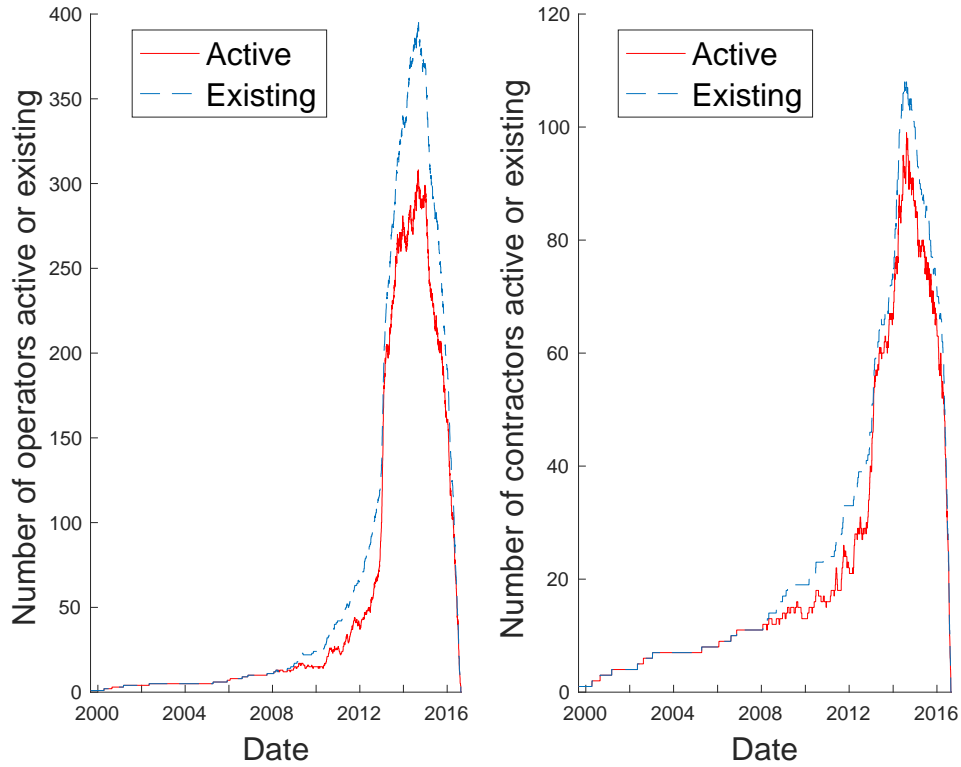 Number of operators active or existing
400
350
300
250
200
150
100
50
0
Active
Existing
2000 2004 2008 2012 2016
Date
Number of contractors active or existing
120
100
80
60
40
20
0
Active
Existing
2000 2004 2008 2012 2016
Date